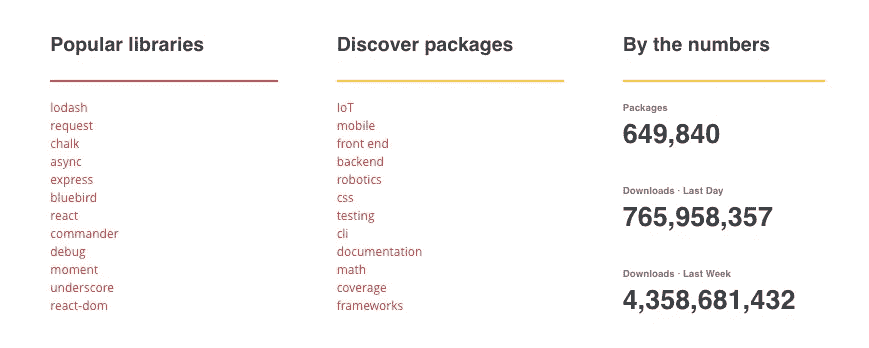 Popular libraries
lodash
request
chalk
async
express
bluebird
react
commander
debug
moment
underscore
react-dom
Discover packages
IoT
mobile
front end
backend
robotics
css
testing
cli
documentation
math
coverage
frameworks
By the numbers
Packages
649,840
Downloads · Last Day
765,958,357
Downloads · Last Week
4,358,681,432